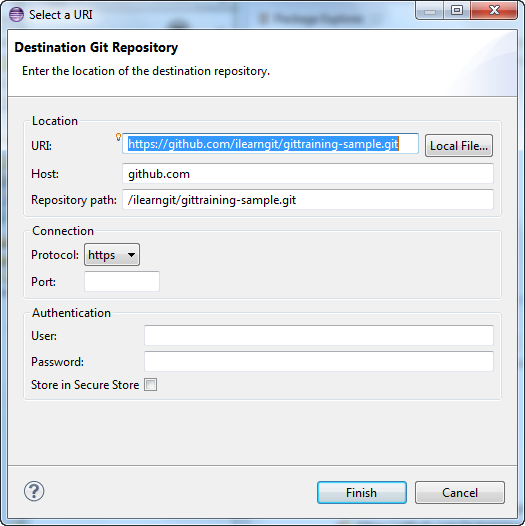 Select a URI
Package Explorer
Destination Git Repository
Enter the location of the destination repository.
Location
URI: https://github.com/ilearngit/gittraining-sample.git Local File...
Host: github.com
Repository path: /ilearngit/gittraining-sample.git
Connection
Protocol: https
Port:
Authentication
User:
Password:
Store in Secure Store
? Finish Cancel